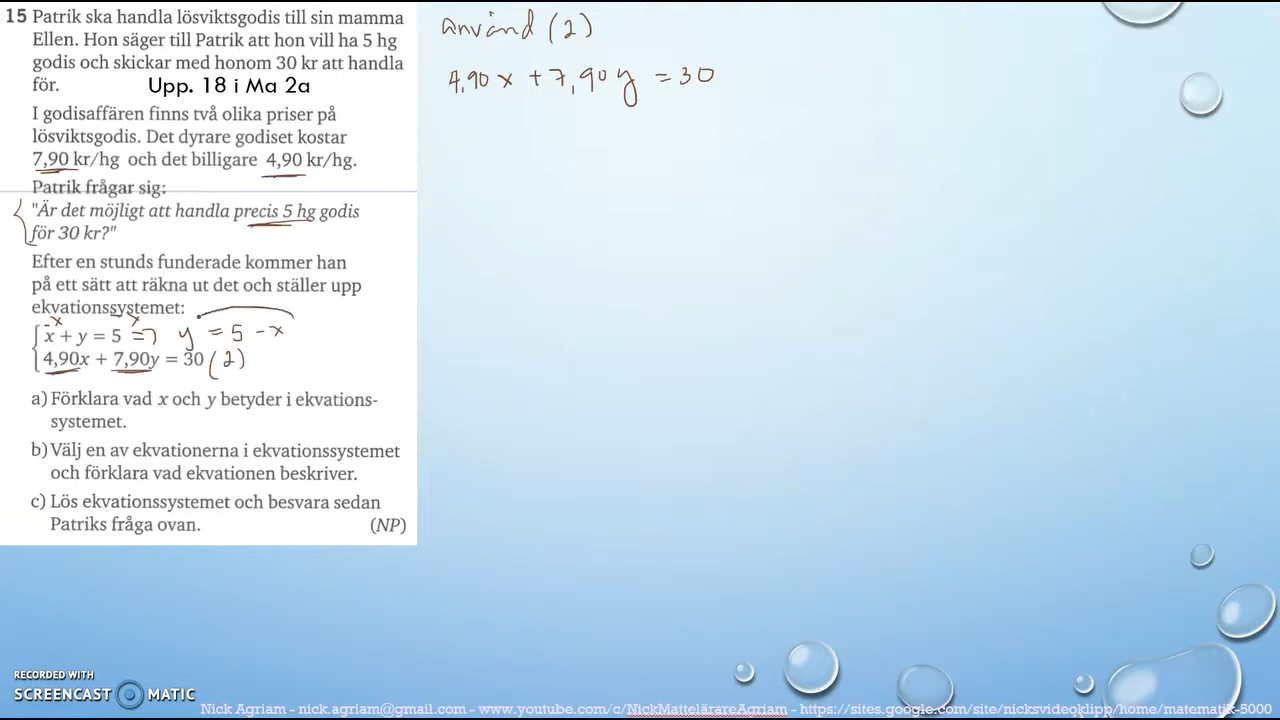 15 Patrik ska handla lösviktsgodis till sin mamma
Ellen. Hon säger till Patrik att hon vill ha 5 hg
godis och skickar med honom 30 kr att handla
för.
Upp. 18 i Ma 2a
I godisaffären finns två olika priser på
lösviktsgodis. Det dyrare godiset kostar
7,90 kr/hg och det billigare 4,90 kr/hg.
Patrik frågar sig:
"Är det möjligt att handla precis 5 hg godis
för 30 kr?"
Efter en stunds funderade kommer han
på ett sätt att räkna ut det och ställer upp
ekvationssystemet:
-x -x
x + y = 5 => y = 5 - x
4,90x + 7,90y = 30 (2)
a) Förklara vad x och y betyder i ekvations-
systemet.
b) Välj en av ekvationerna i ekvationssystemet
och förklara vad ekvationen beskriver.
c) Lös ekvationssystemet och besvara sedan
Patriks fråga ovan. (NP)
använd (2)
4,90 x + 7,90 y = 30
RECORDED WITH
SCREENCAST MATIC
Nick Agriam - nick.agriam@gmail.com - www.youtube.com/c/NickMattelärareAgriam - https://sites.google.com/site/nicksvideoklipp/home/matematik-5000